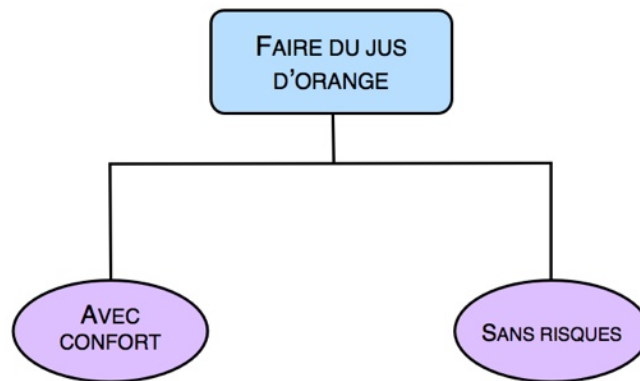 FAIRE DU JUS
D'ORANGE
AVEC
CONFORT
SANS RISQUES